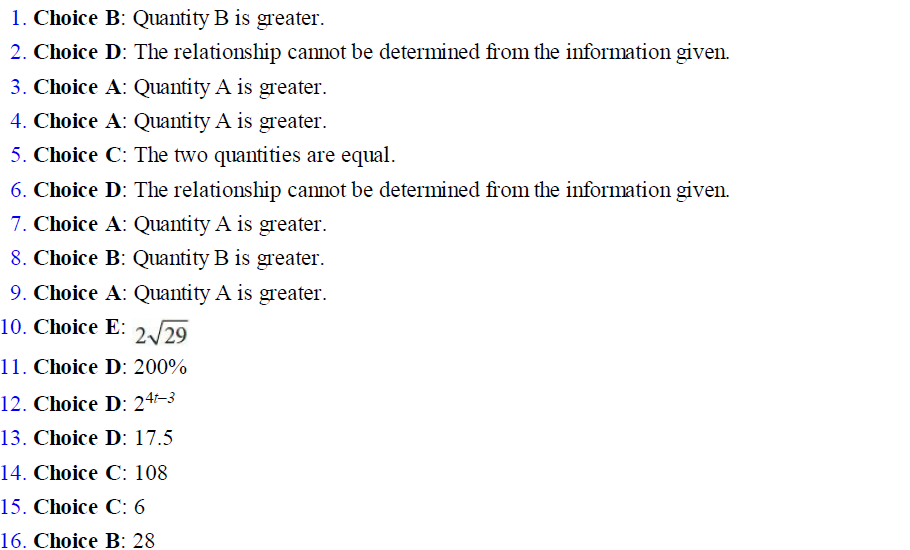 1. Choice B: Quantity B is greater.
2. Choice D: The relationship cannot be determined from the information given.
3. Choice A: Quantity A is greater.
4. Choice A: Quantity A is greater.
5. Choice C: The two quantities are equal.
6. Choice D: The relationship cannot be determined from the information given.
7. Choice A: Quantity A is greater.
8. Choice B: Quantity B is greater.
9. Choice A: Quantity A is greater.
10. Choice E: 2√29
11. Choice D: 200%
12. Choice D: 2^{4t−3}
13. Choice D: 17.5
14. Choice C: 108
15. Choice C: 6
16. Choice B: 28